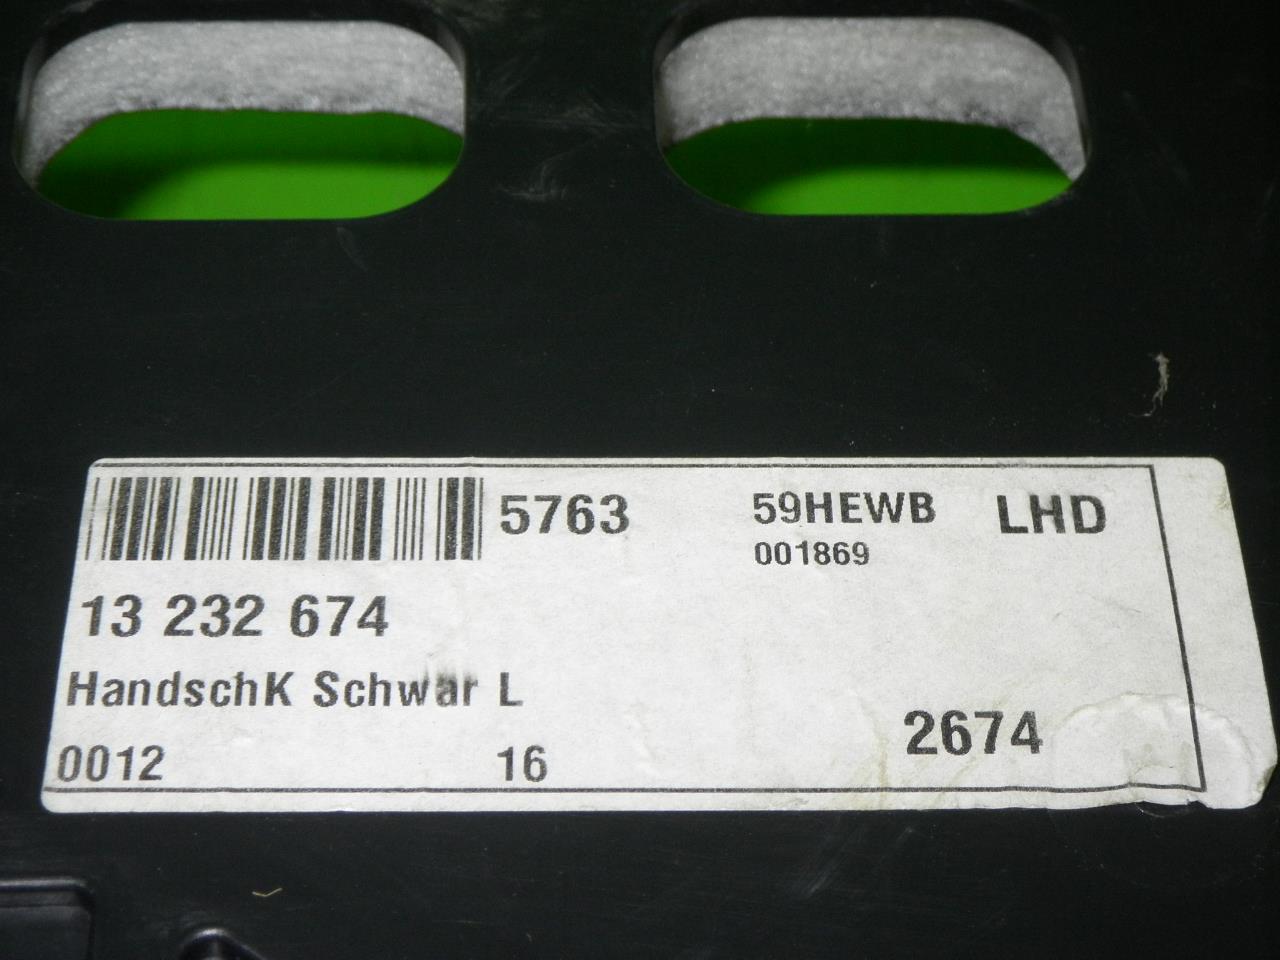 5763 59HEWB LHD
001869
13 232 674
HandschK Schwar L
0012 16 2674